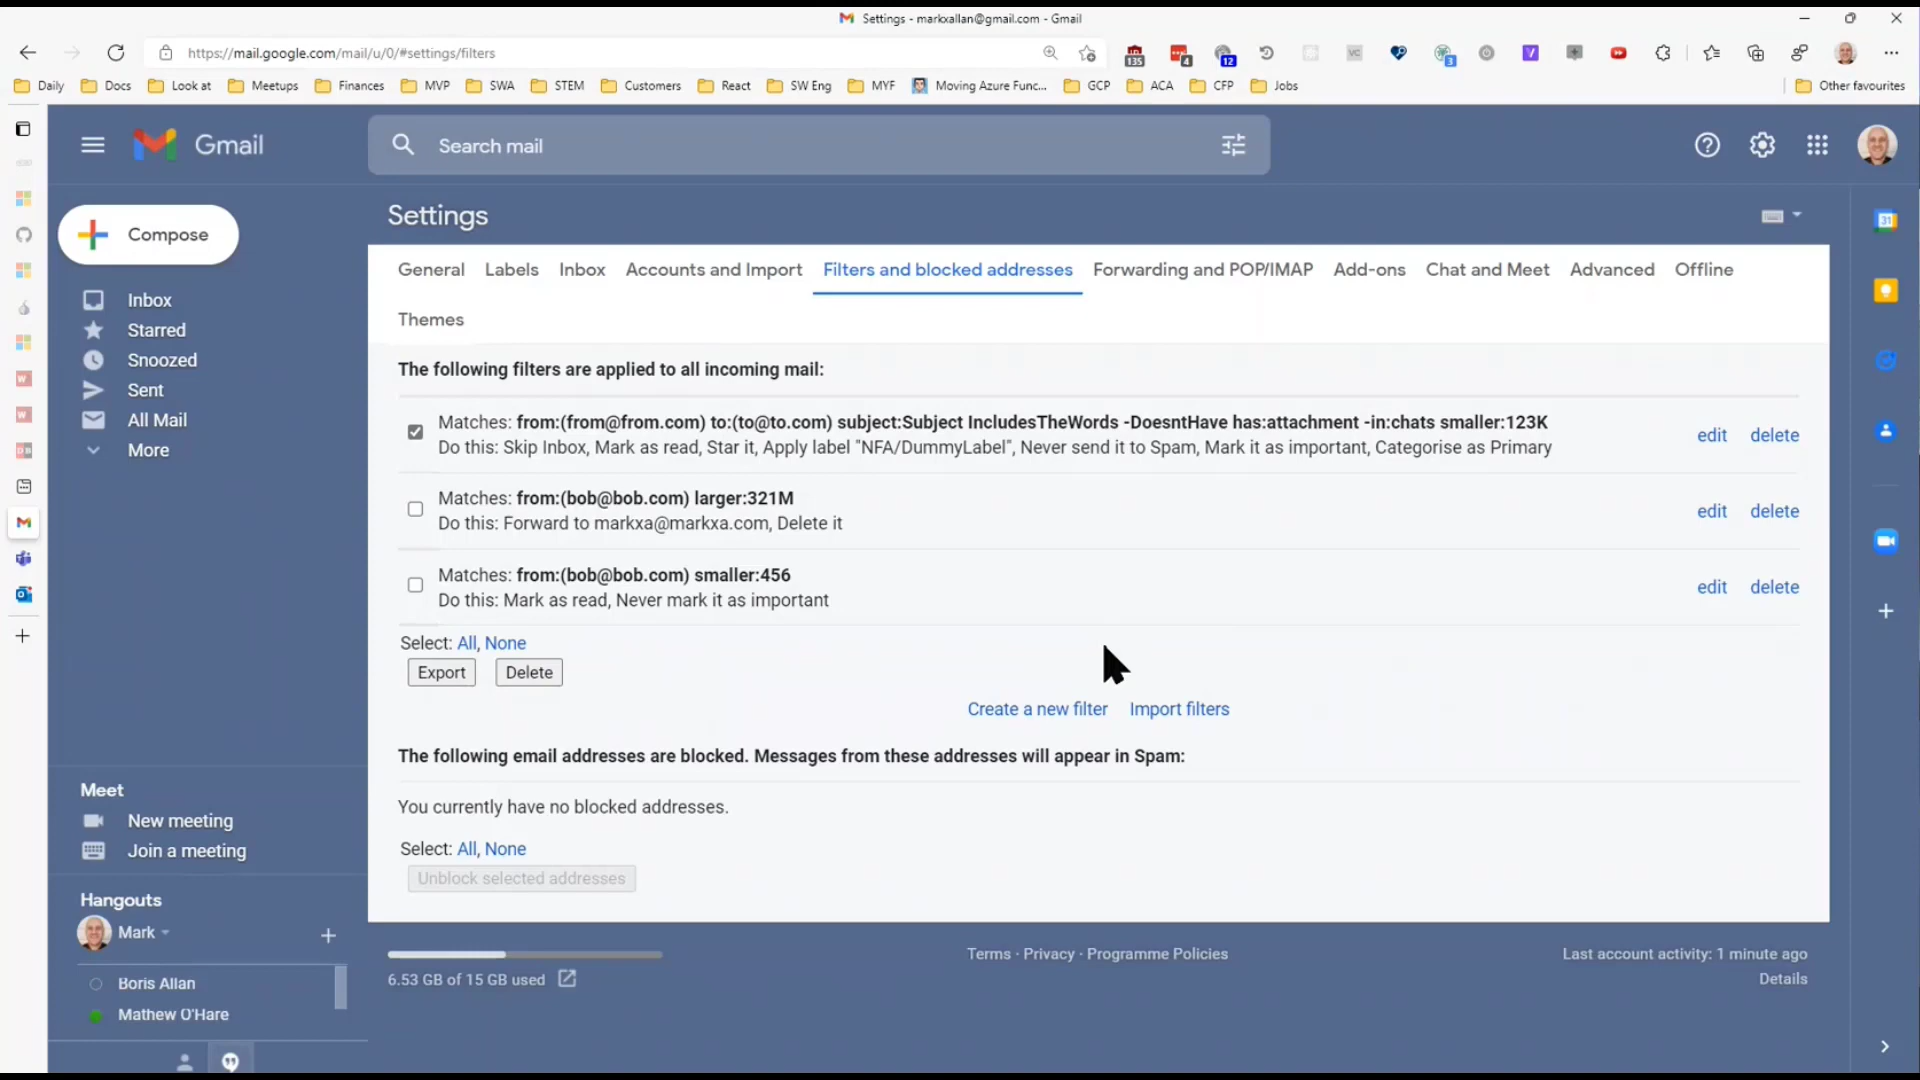 Settings - markxallan@gmail.com - Gmail
https://mail.google.com/mail/u/0/#settings/filters
135
4
12
VC
3
Daily
Docs
Look at
Meetups
Finances
MVP
SWA
STEM
Customers
React
SW Eng
MYF
Moving Azure Func...
GCP
ACA
CFP
Jobs
Other favourites
Gmail
Search mail
Compose
Inbox
Starred
Snoozed
Sent
All Mail
More
Settings
General
Labels
Inbox
Accounts and Import
Filters and blocked addresses
Forwarding and POP/IMAP
Add-ons
Chat and Meet
Advanced
Offline
Themes
The following filters are applied to all incoming mail:
Matches: from:(from@from.com) to:(to@to.com) subject:Subject IncludesTheWords -DoesntHave has:attachment -in:chats smaller:123K
Do this: Skip Inbox, Mark as read, Star it, Apply label "NFA/DummyLabel", Never send it to Spam, Mark it as important, Categorise as Primary
edit delete
Matches: from:(bob@bob.com) larger:321M
Do this: Forward to markxa@markxa.com, Delete it
edit delete
Matches: from:(bob@bob.com) smaller:456
Do this: Mark as read, Never mark it as important
edit delete
Select: All, None
Export Delete
Create a new filter Import filters
The following email addresses are blocked. Messages from these addresses will appear in Spam:
You currently have no blocked addresses.
Select: All, None
Unblock selected addresses
Meet
New meeting
Join a meeting
Hangouts
Mark
Boris Allan
Mathew O'Hare
6.53 GB of 15 GB used
Terms · Privacy · Programme Policies
Last account activity: 1 minute ago
Details
31